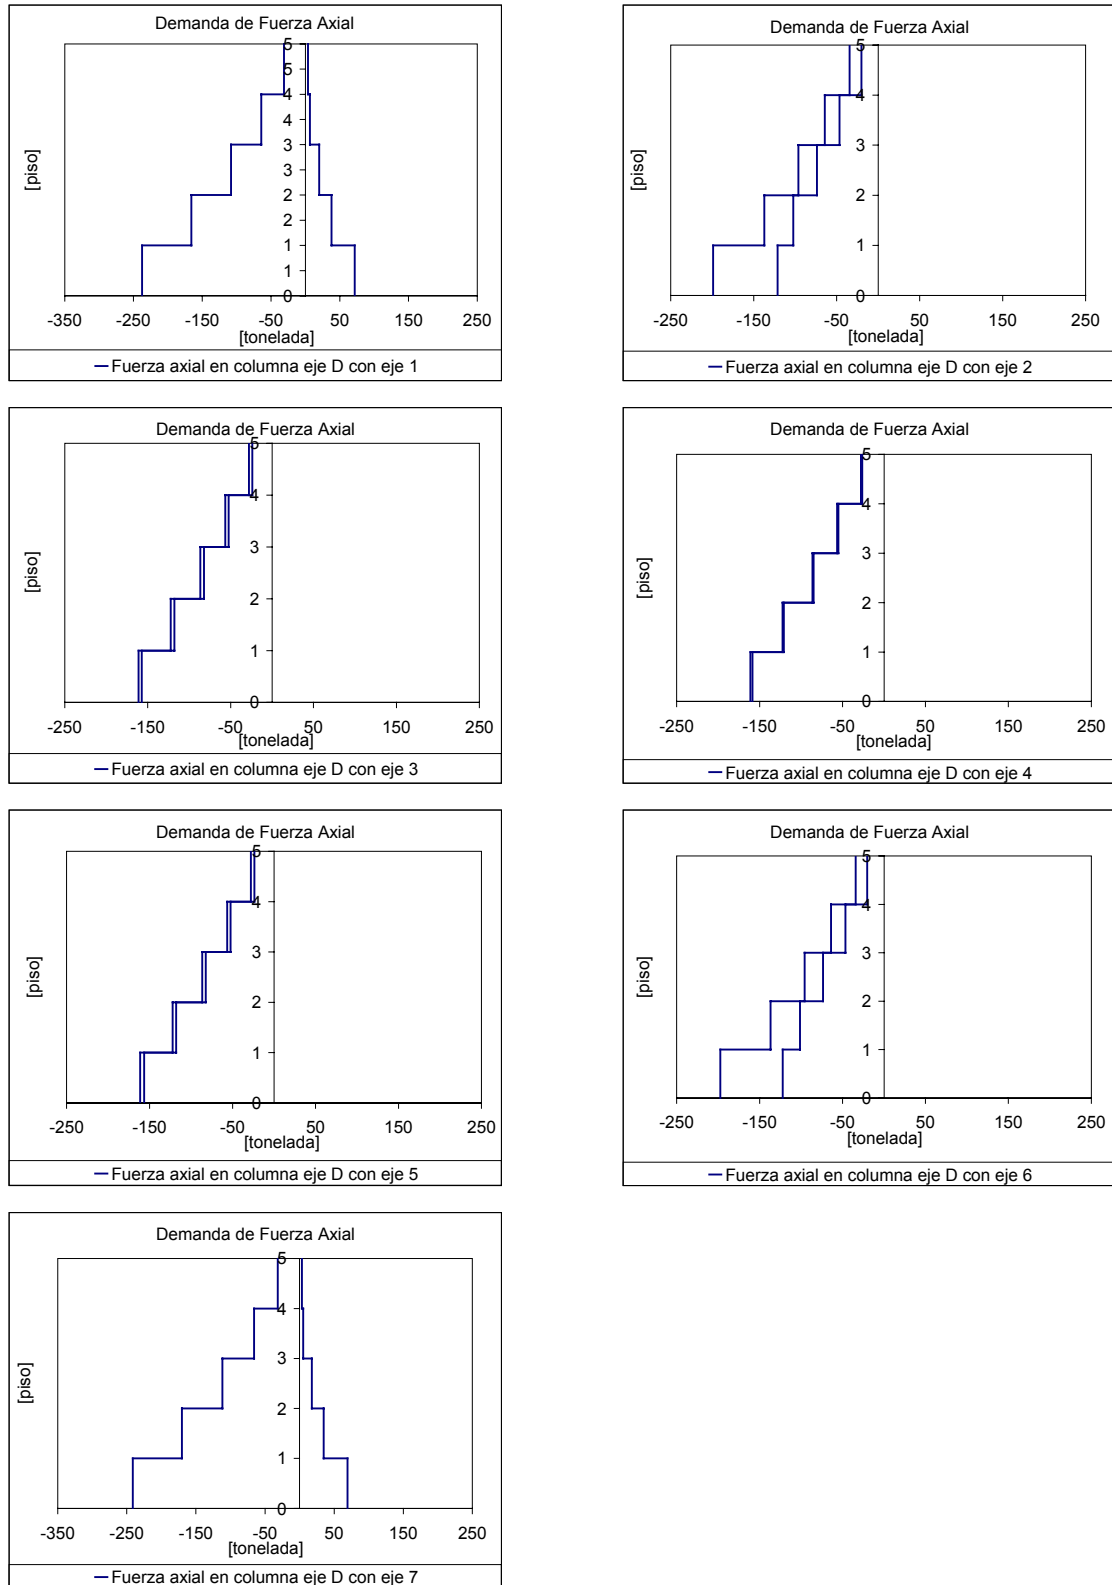 Demanda de Fuerza Axial
[piso]
5
5
4
4
3
3
2
2
1
1
0
-350 -250 -150 -50 50 150 250
[tonelada]
Fuerza axial en columna eje D con eje 1
Demanda de Fuerza Axial
[piso]
5
4
3
2
1
0
-250 -150 -50 50 150 250
[tonelada]
Fuerza axial en columna eje D con eje 2
Demanda de Fuerza Axial
[piso]
5
4
3
2
1
0
-250 -150 -50 50 150 250
[tonelada]
Fuerza axial en columna eje D con eje 3
Demanda de Fuerza Axial
[piso]
5
4
3
2
1
0
-250 -150 -50 50 150 250
[tonelada]
Fuerza axial en columna eje D con eje 4
Demanda de Fuerza Axial
[piso]
5
4
3
2
1
0
-250 -150 -50 50 150 250
[tonelada]
Fuerza axial en columna eje D con eje 5
Demanda de Fuerza Axial
[piso]
5
4
3
2
1
0
-250 -150 -50 50 150 250
[tonelada]
Fuerza axial en columna eje D con eje 6
Demanda de Fuerza Axial
[piso]
5
4
3
2
1
0
-350 -250 -150 -50 50 150 250
[tonelada]
Fuerza axial en columna eje D con eje 7